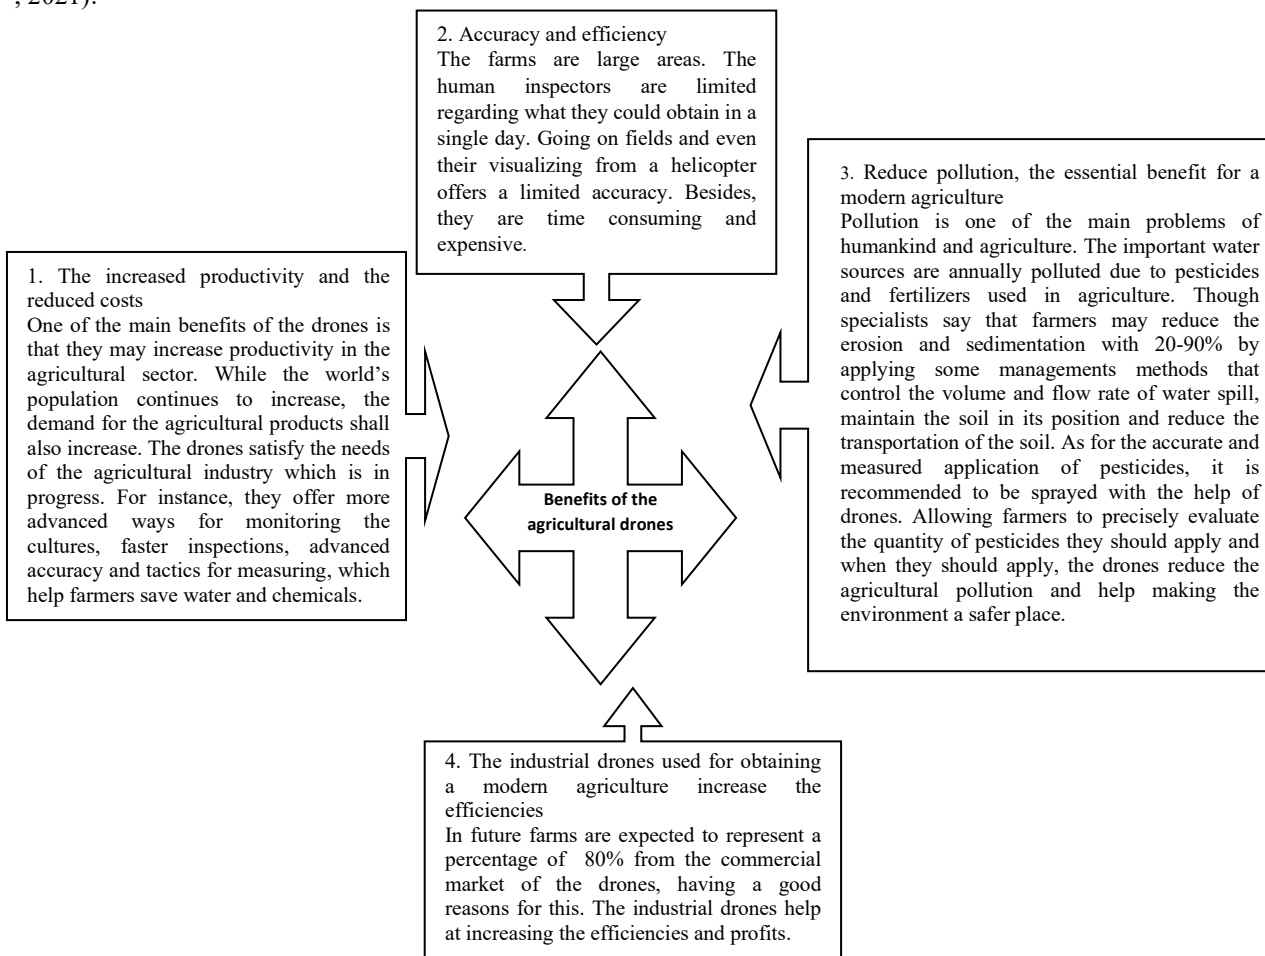 , 2021).
2. Accuracy and efficiency
The farms are large areas. The
human inspectors are limited
regarding what they could obtain in a
single day. Going on fields and even
their visualizing from a helicopter
offers a limited accuracy. Besides,
they are time consuming and
expensive.
3. Reduce pollution, the essential benefit for a
modern agriculture
Pollution is one of the main problems of
humankind and agriculture. The important water
sources are annually polluted due to pesticides
and fertilizers used in agriculture. Though
specialists say that farmers may reduce the
erosion and sedimentation with 20-90% by
applying some managements methods that
control the volume and flow rate of water spill,
maintain the soil in its position and reduce the
transportation of the soil. As for the accurate and
measured application of pesticides, it is
recommended to be sprayed with the help of
drones. Allowing farmers to precisely evaluate
the quantity of pesticides they should apply and
when they should apply, the drones reduce the
agricultural pollution and help making the
environment a safer place.
1. The increased productivity and the
reduced costs
One of the main benefits of the drones is
that they may increase productivity in the
agricultural sector. While the world's
population continues to increase, the
demand for the agricultural products shall
also increase. The drones satisfy the needs
of the agricultural industry which is in
progress. For instance, they offer more
advanced ways for monitoring the
cultures, faster inspections, advanced
accuracy and tactics for measuring, which
help farmers save water and chemicals.
Benefits of the
agricultural drones
4. The industrial drones used for obtaining
a modern agriculture increase the
efficiencies
In future farms are expected to represent a
percentage of 80% from the commercial
market of the drones, having a good
reasons for this. The industrial drones help
at increasing the efficiencies and profits.